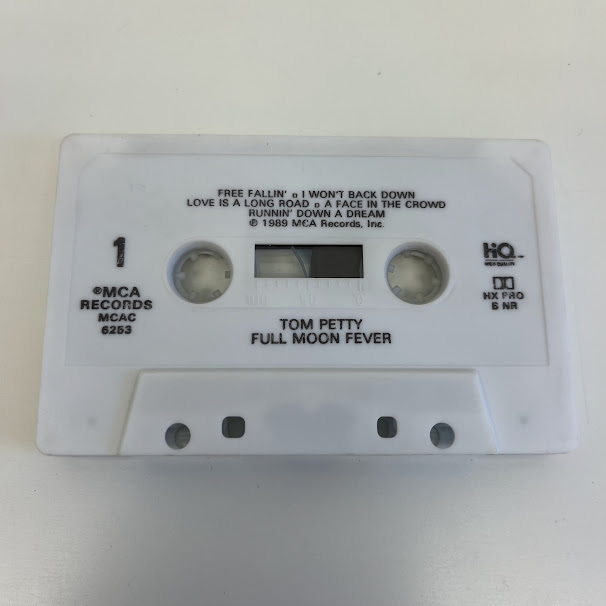 FREE FALLIN' ▫ I WON'T BACK DOWN
LOVE IS A LONG ROAD ▫ A FACE IN THE CROWD
RUNNIN' DOWN A DREAM
℗ 1989 MCA Records, Inc.
1
®MCA
RECORDS
MCAC
6253
HiQ
HX PRO
B NR
TOM PETTY
FULL MOON FEVER